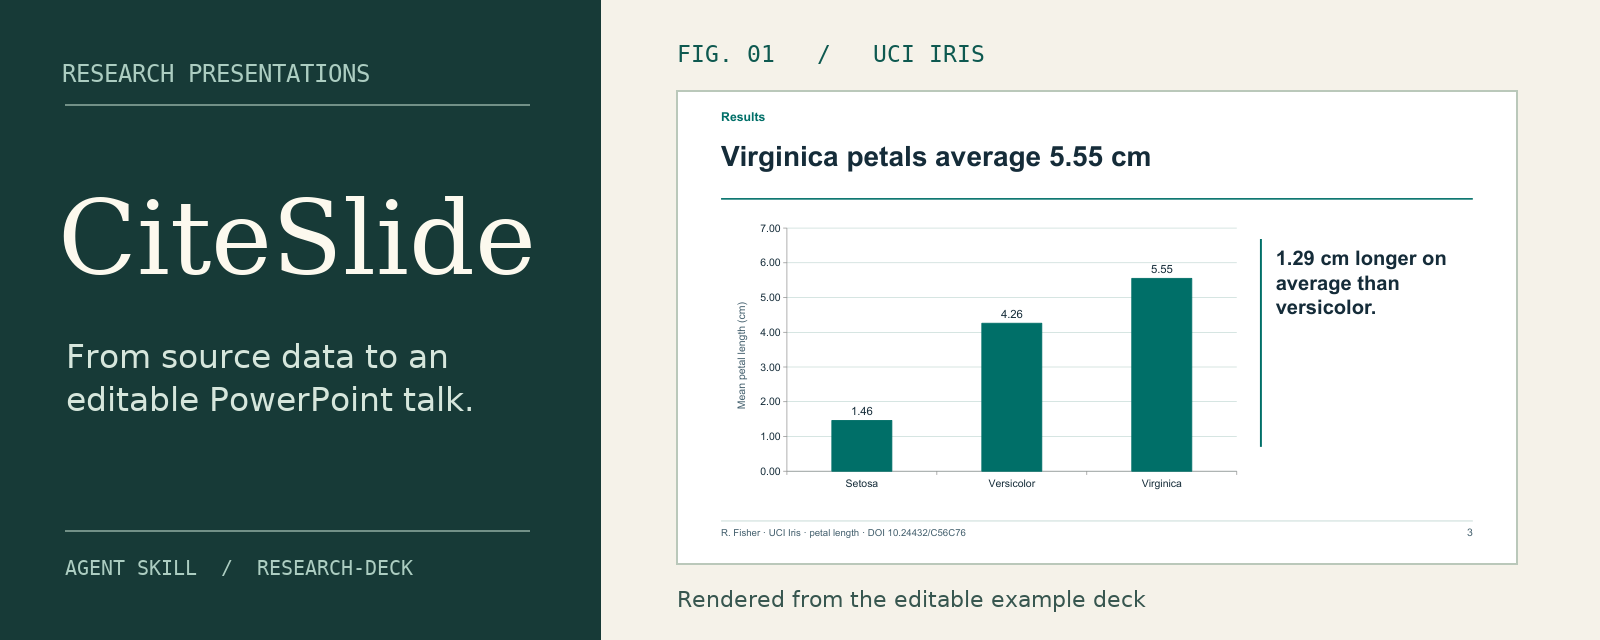 RESEARCH PRESENTATIONS
CiteSlide
From source data to an
editable PowerPoint talk.
AGENT SKILL / RESEARCH-DECK
FIG. 01 / UCI IRIS
Results
Virginica petals average 5.55 cm
Mean petal length (cm)
7.00
6.00
5.00
4.00
3.00
2.00
1.00
0.00
1.46
4.26
5.55
Setosa
Versicolor
Virginica
1.29 cm longer on
average than
versicolor.
R. Fisher · UCI Iris · petal length · DOI 10.24432/C56C76
3
Rendered from the editable example deck